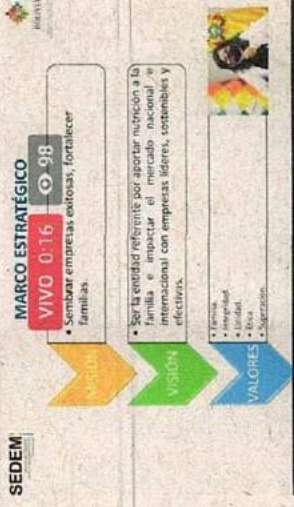 SEDEM
BOLIVIA
MARCO ESTRATÉGICO
VIVO 0:16
98
MISIÓN
• Sembrar empresas exitosas, fortalecer
familias.
VISIÓN
• Ser la entidad referente por aportar nutrición a la
familia e impactar el mercado nacional e
internacional con empresas líderes, sostenibles y
efectivas.
VALORES
• Familia.
• Integridad.
• Unidad.
• Ética.
• Superación.